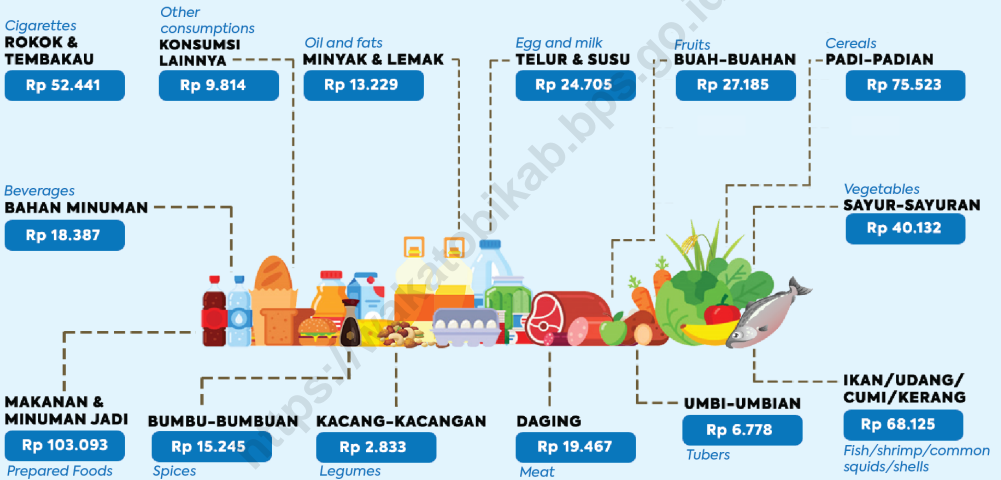 Cigarettes
ROKOK &
TEMBAKAU
Rp 52.441
Other
consumptions
KONSUMSI
LAINNYA
Rp 9.814
Oil and fats
MINYAK & LEMAK
Rp 13.229
Egg and milk
TELUR & SUSU
Rp 24.705
Fruits
BUAH-BUAHAN
Rp 27.185
Cereals
PADI-PADIAN
Rp 75.523
Beverages
BAHAN MINUMAN
Rp 18.387
Vegetables
SAYUR-SAYURAN
Rp 40.132
MAKANAN &
MINUMAN JADI
Rp 103.093
Prepared Foods
BUMBU-BUMBUAN
Rp 15.245
Spices
KACANG-KACANGAN
Rp 2.833
Legumes
DAGING
Rp 19.467
Meat
UMBI-UMBIAN
Rp 6.778
Tubers
IKAN/UDANG/
CUMI/KERANG
Rp 68.125
Fish/shrimp/common
squids/shells
https://wakatobikab.bps.go.id